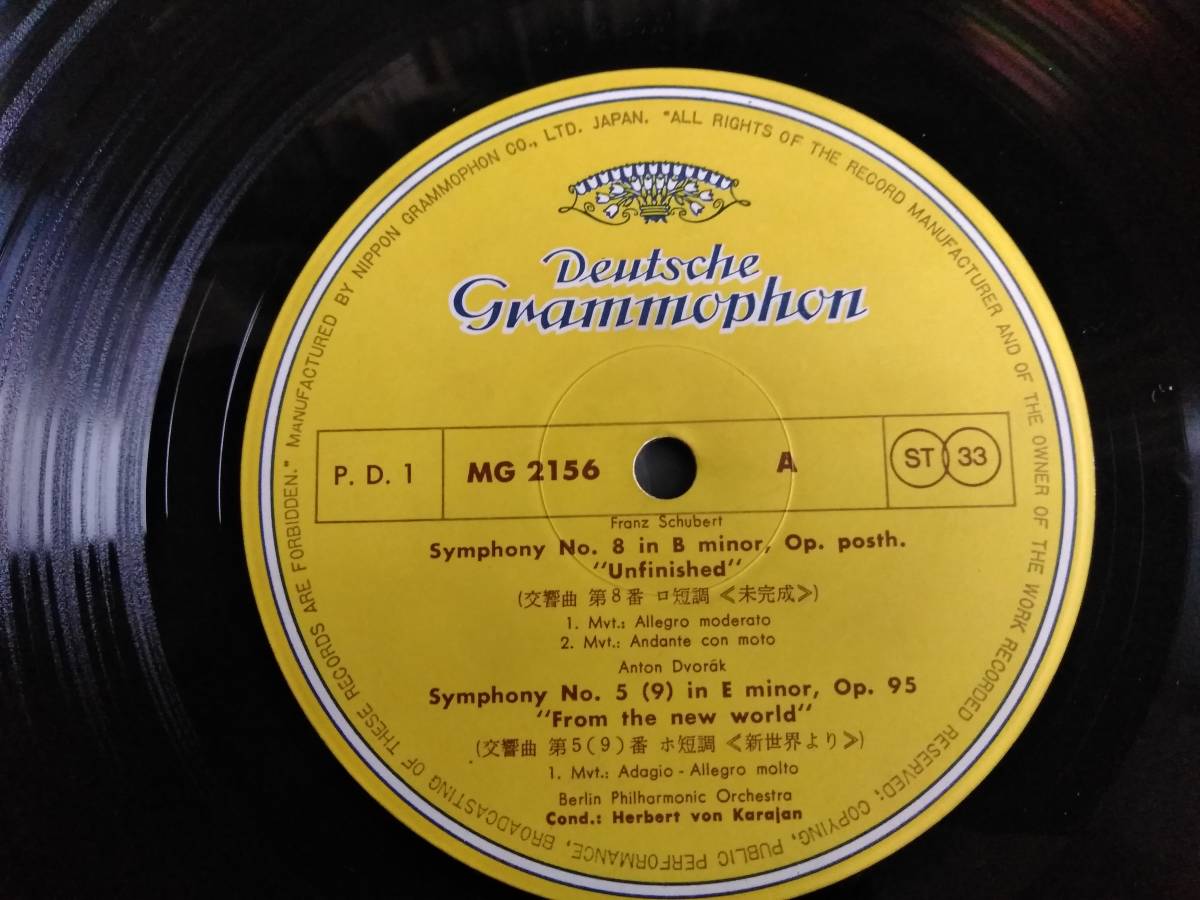 MANUFACTURED BY NIPPON GRAMMOPHON CO., LTD. JAPAN. "ALL RIGHTS OF THE RECORD MANUFACTURER AND OF THE OWNER OF THE WORK RECORDED RESERVED; COPYING, PUBLIC PERFORMANCE, BROADCASTING OF THESE RECORDS ARE FORBIDDEN."
Deutsche
Grammophon
P. D. 1 MG 2156 A ST 33
Franz Schubert
Symphony No. 8 in B minor, Op. posth.
"Unfinished"
(交響曲 第8番 ロ短調 ≪未完成≫)
1. Mvt.: Allegro moderato
2. Mvt.: Andante con moto
Anton Dvorák
Symphony No. 5 (9) in E minor, Op. 95
"From the new world"
(交響曲 第5(9)番 ホ短調 ≪新世界より≫)
1. Mvt.: Adagio - Allegro molto
Berlin Philharmonic Orchestra
Cond.: Herbert von Karajan